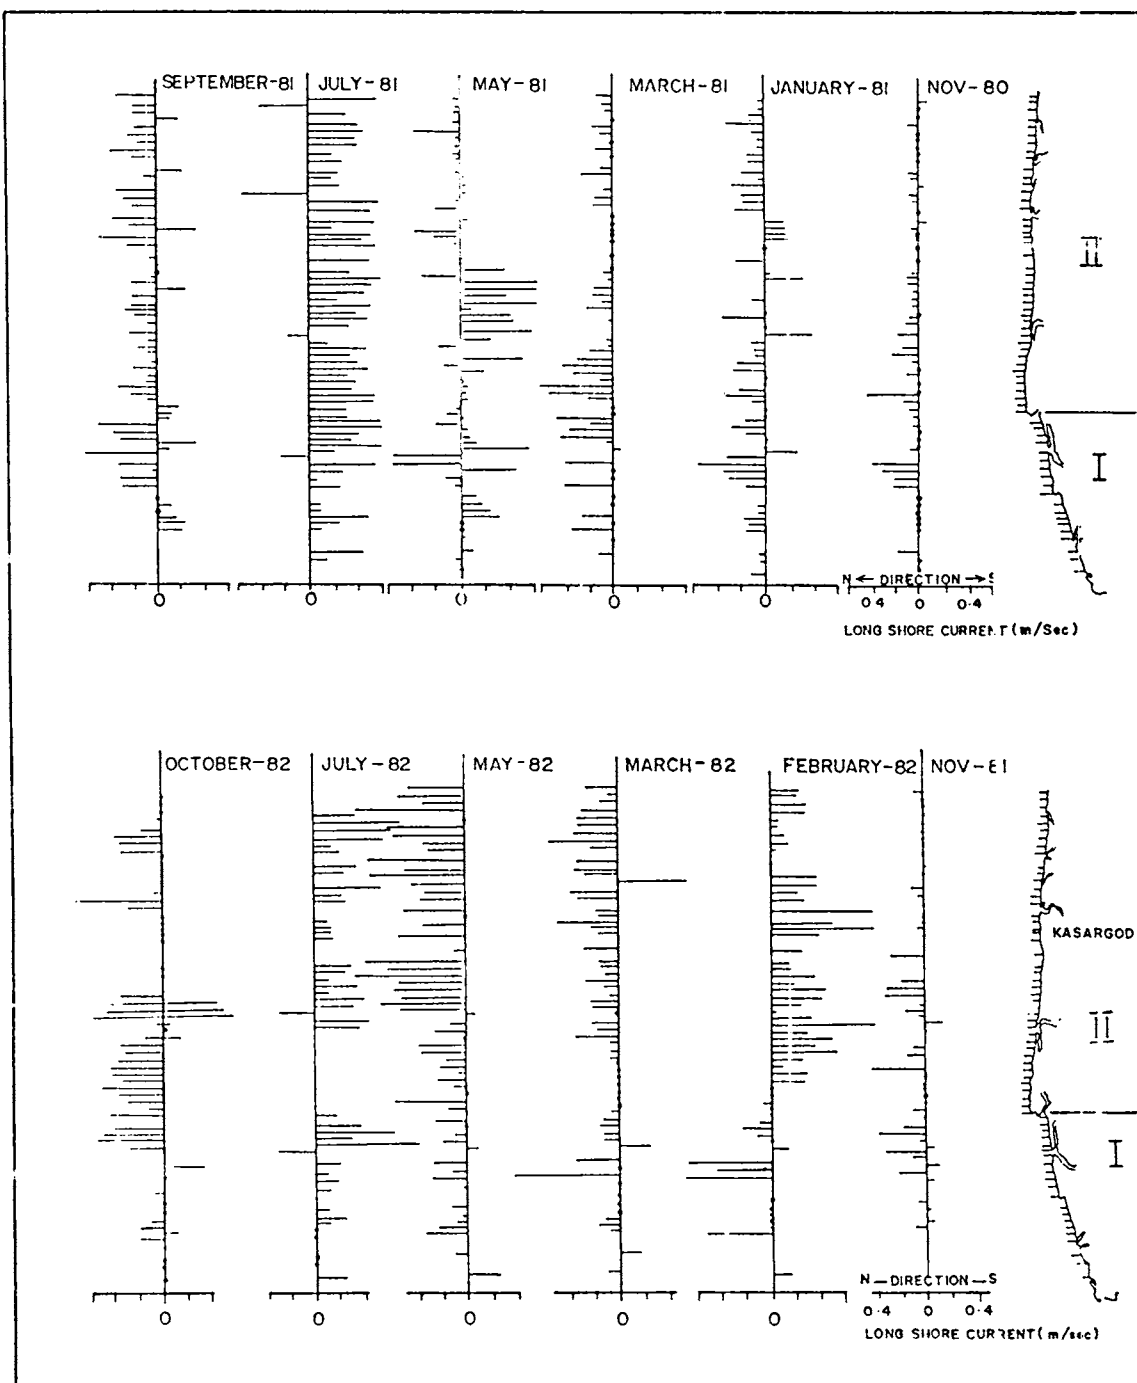 SEPTEMBER-81 JULY-81 MAY-81 MARCH-81 JANUARY-81 NOV-80
II
I
N ← DIRECTION → S
0 0 0 0 0 0.4 0 0.4
LONG SHORE CURRENT (m/Sec)
OCTOBER-82 JULY-82 MAY-82 MARCH-82 FEBRUARY-82 NOV-81
KASARGOD
II
I
N — DIRECTION — S
0 0 0 0 0 0.4 0 0.4
LONG SHORE CURRENT (m/sec)